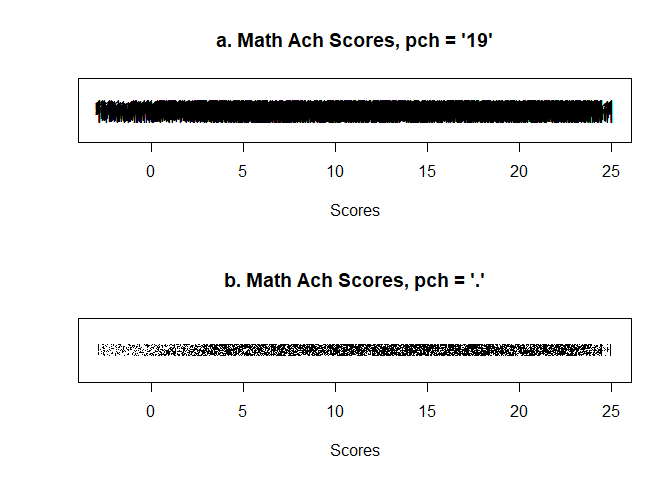 a. Math Ach Scores, pch = '19'
0 5 10 15 20 25
Scores
b. Math Ach Scores, pch = '.'
0 5 10 15 20 25
Scores